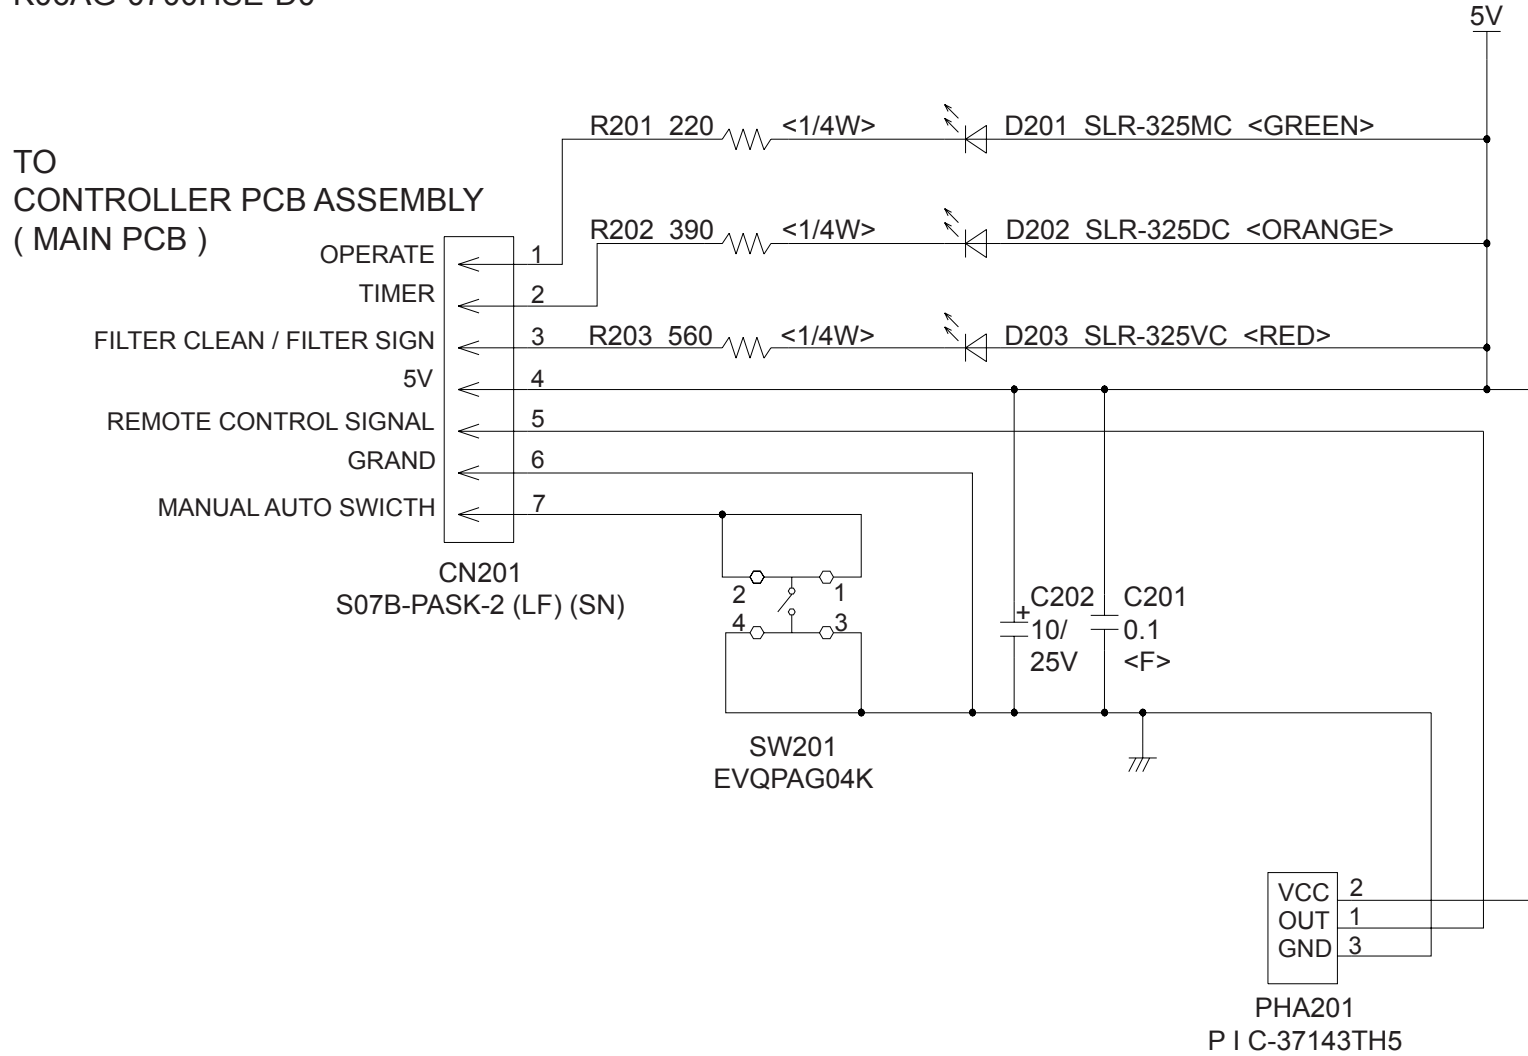 5V
R201 220 <1/4W> D201 SLR-325MC <GREEN>
TO
CONTROLLER PCB ASSEMBLY
( MAIN PCB )
R202 390 <1/4W> D202 SLR-325DC <ORANGE>
OPERATE 1
TIMER 2
FILTER CLEAN / FILTER SIGN 3 R203 560 <1/4W> D203 SLR-325VC <RED>
5V 4
REMOTE CONTROL SIGNAL 5
GRAND 6
MANUAL AUTO SWICTH 7
CN201
S07B-PASK-2 (LF) (SN)
2 1
4 3
SW201
EVQPAG04K
+ C202
10/
25V
C201
0.1
<F>
VCC 2
OUT 1
GND 3
PHA201
P I C-37143TH5